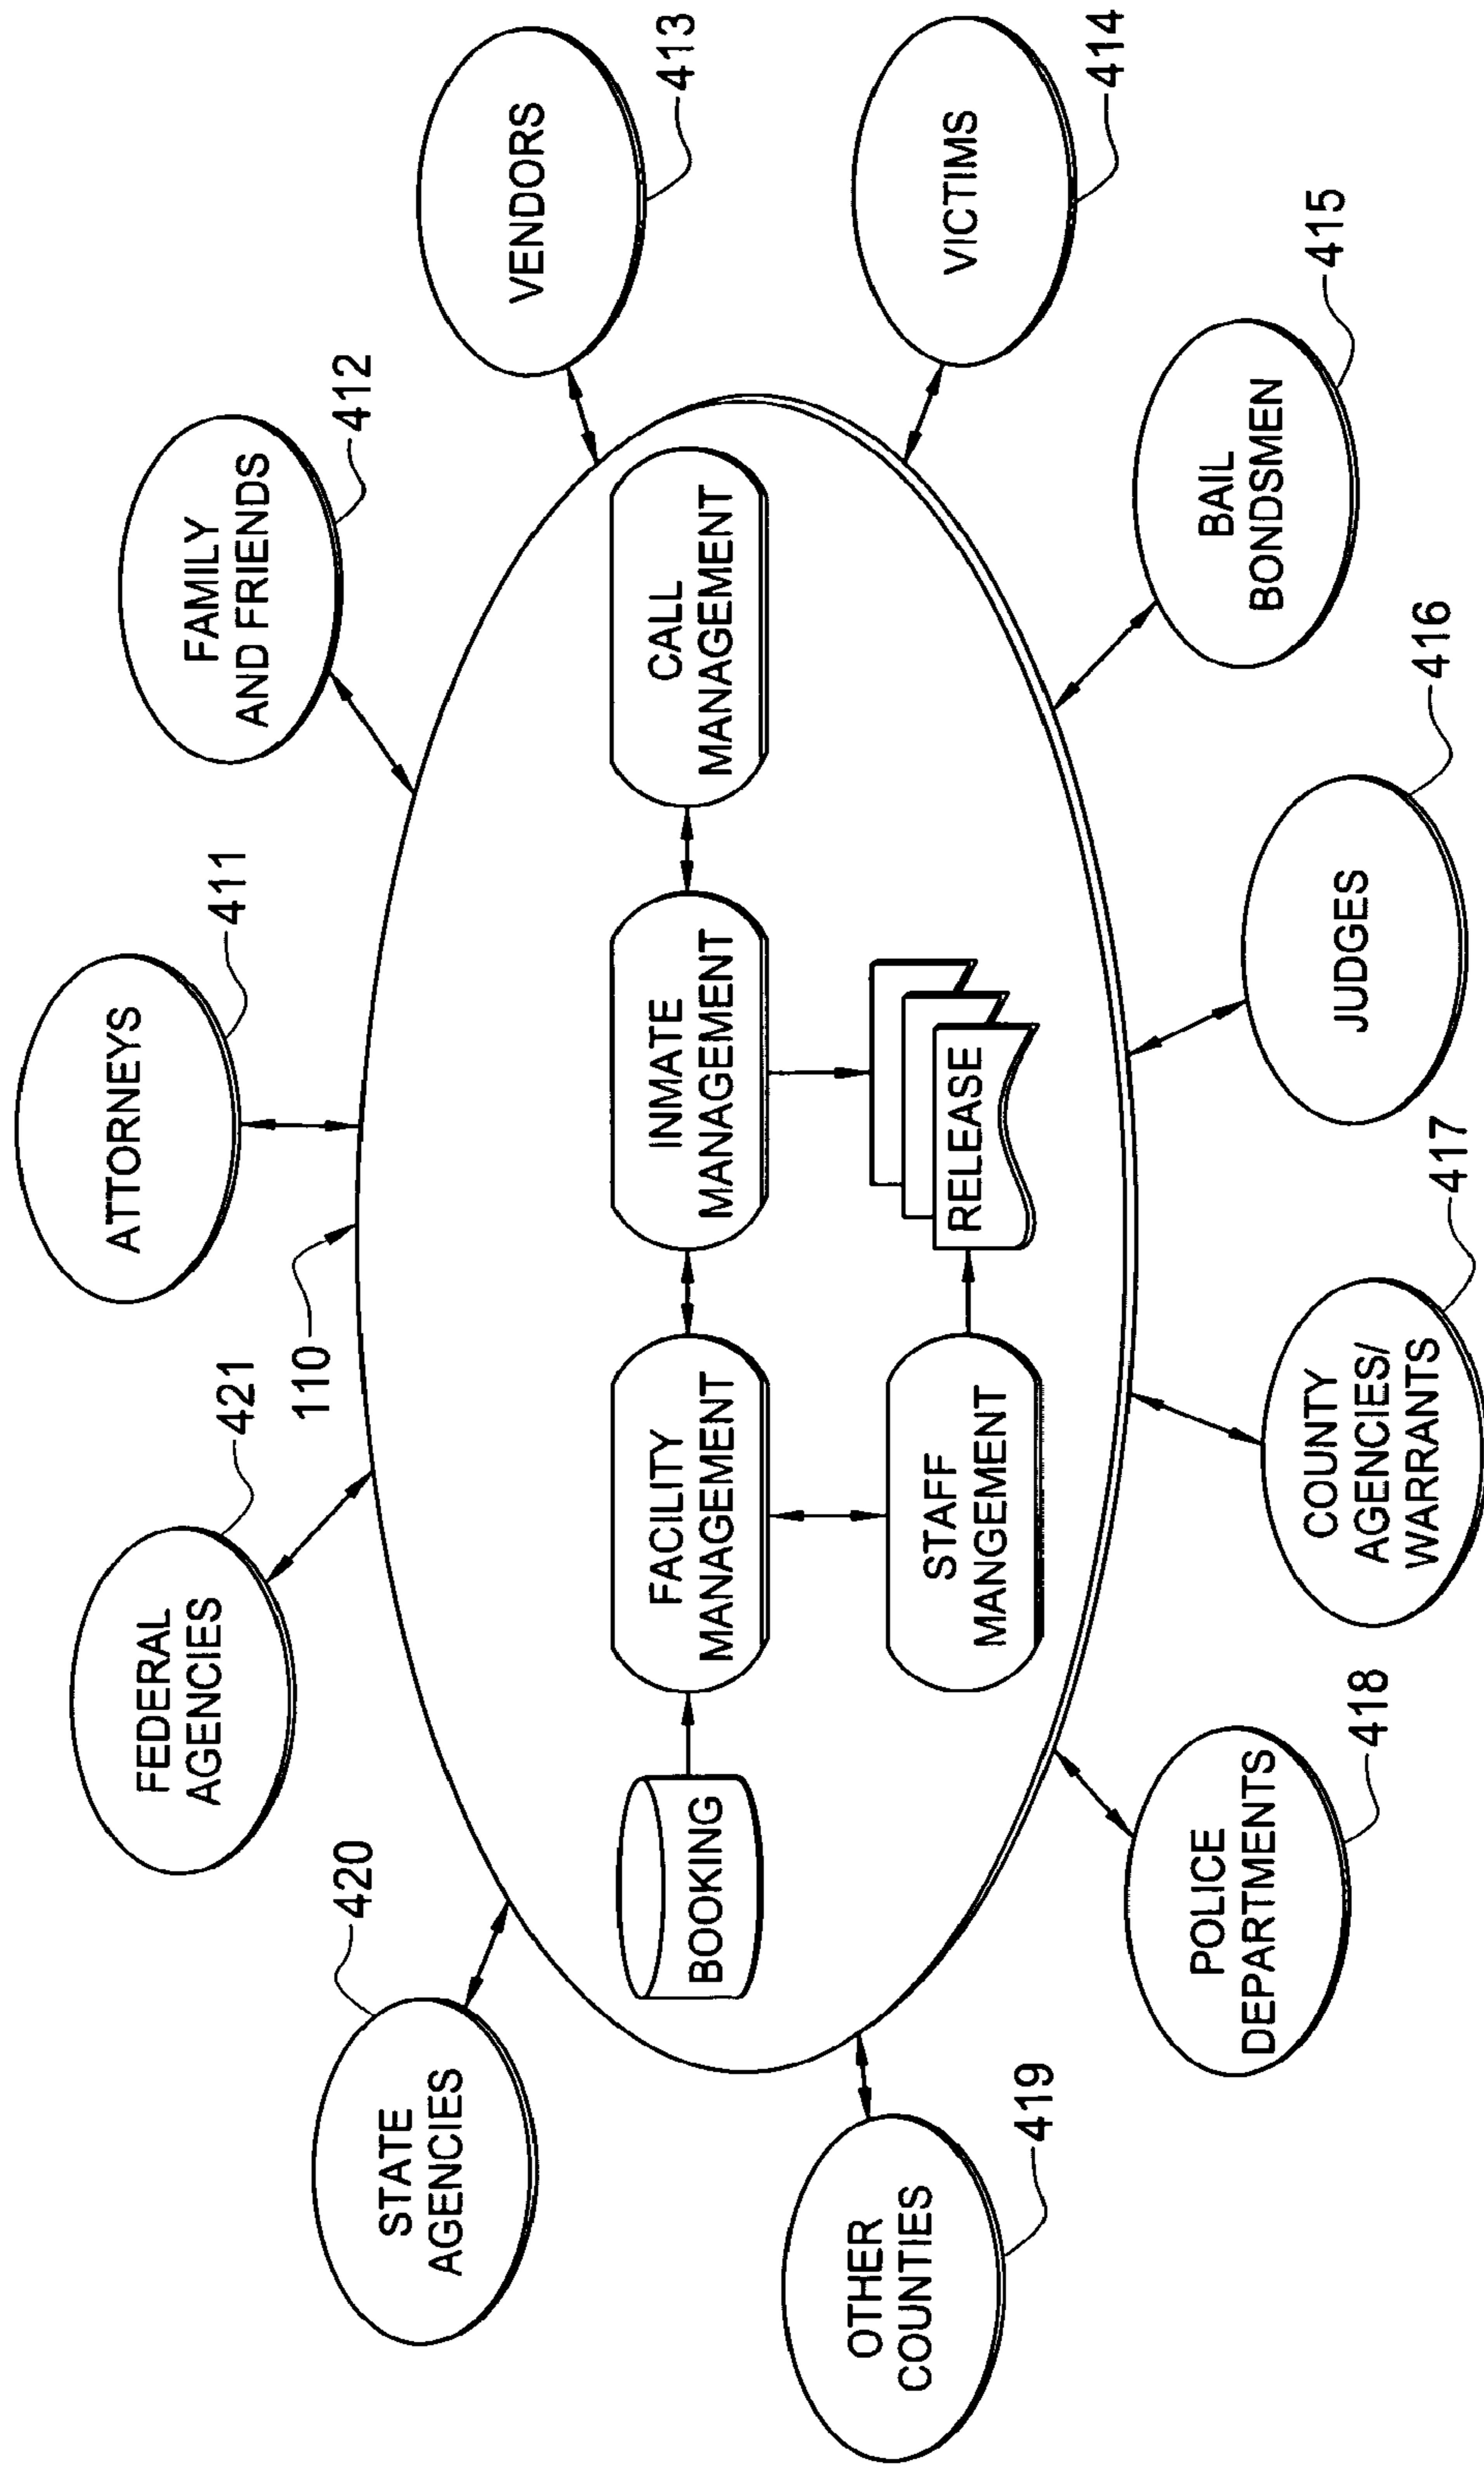 ATTORNEYS
411
FAMILY
AND FRIENDS
412
VENDORS
413
VICTIMS
414
BAIL
BONDSMEN
415
JUDGES
416
COUNTY
AGENCIES/
WARRANTS
417
POLICE
DEPARTMENTS
418
OTHER
COUNTIES
419
STATE
AGENCIES
420
FEDERAL
AGENCIES
421
110
BOOKING
FACILITY
MANAGEMENT
INMATE
MANAGEMENT
CALL
MANAGEMENT
STAFF
MANGEMENT
RELEASE